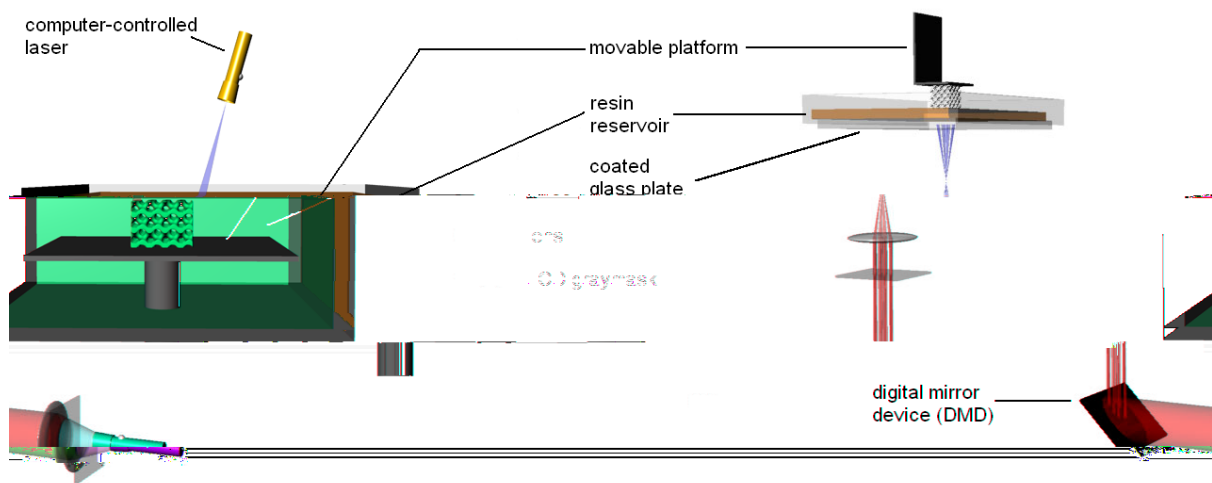 computer-controlled
laser
movable platform
resin
reservoir
coated
glass plate
digital mirror
device (DMD)